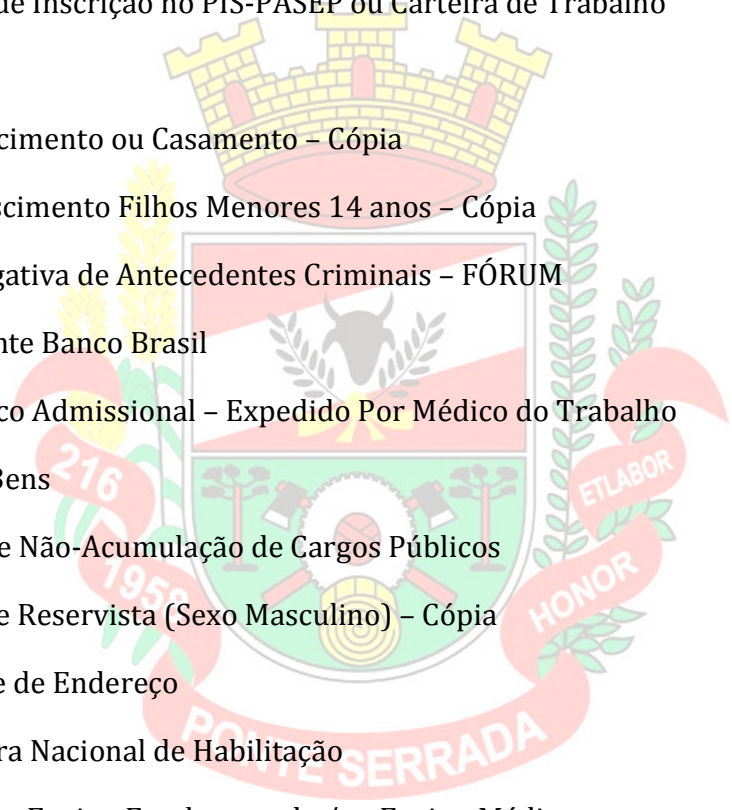 de Inscrição no PIS-PASEP ou Carteira de Trabalho
cimento ou Casamento – Cópia
scimento Filhos Menores 14 anos – Cópia
gativa de Antecedentes Criminais – FÓRUM
nte Banco Brasil
co Admissional – Expedido Por Médico do Trabalho
Bens
e Não-Acumulação de Cargos Públicos
e Reservista (Sexo Masculino) – Cópia
e de Endereço
ra Nacional de Habilitação
216
1958
PONTE SERRADA
HONOR
ETLABOR